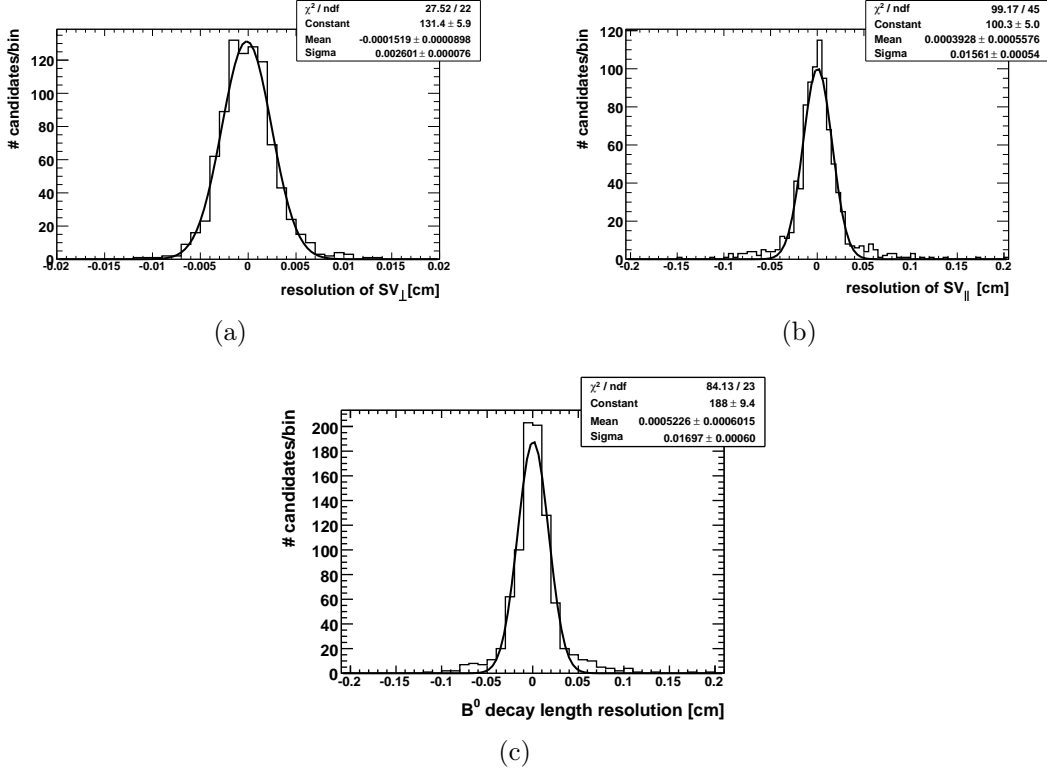 χ² / ndf 27.52 / 22
Constant 131.4 ± 5.9
Mean -0.0001519 ± 0.0000898
Sigma 0.002601 ± 0.000076
# candidates/bin
120
100
80
60
40
20
0
-0.02 -0.015 -0.01 -0.005 0 0.005 0.01 0.015 0.02
resolution of SV⊥[cm]
(a)
χ² / ndf 99.17 / 45
Constant 100.3 ± 5.0
Mean 0.0003928 ± 0.0005576
Sigma 0.01561 ± 0.00054
# candidates/bin
120
100
80
60
40
20
0
-0.2 -0.15 -0.1 -0.05 0 0.05 0.1 0.15 0.2
resolution of SV|| [cm]
(b)
χ² / ndf 84.13 / 23
Constant 188 ± 9.4
Mean 0.0005226 ± 0.0006015
Sigma 0.01697 ± 0.00060
# candidates/bin
200
180
160
140
120
100
80
60
40
20
0
-0.2 -0.15 -0.1 -0.05 0 0.05 0.1 0.15 0.2
B⁰ decay length resolution [cm]
(c)